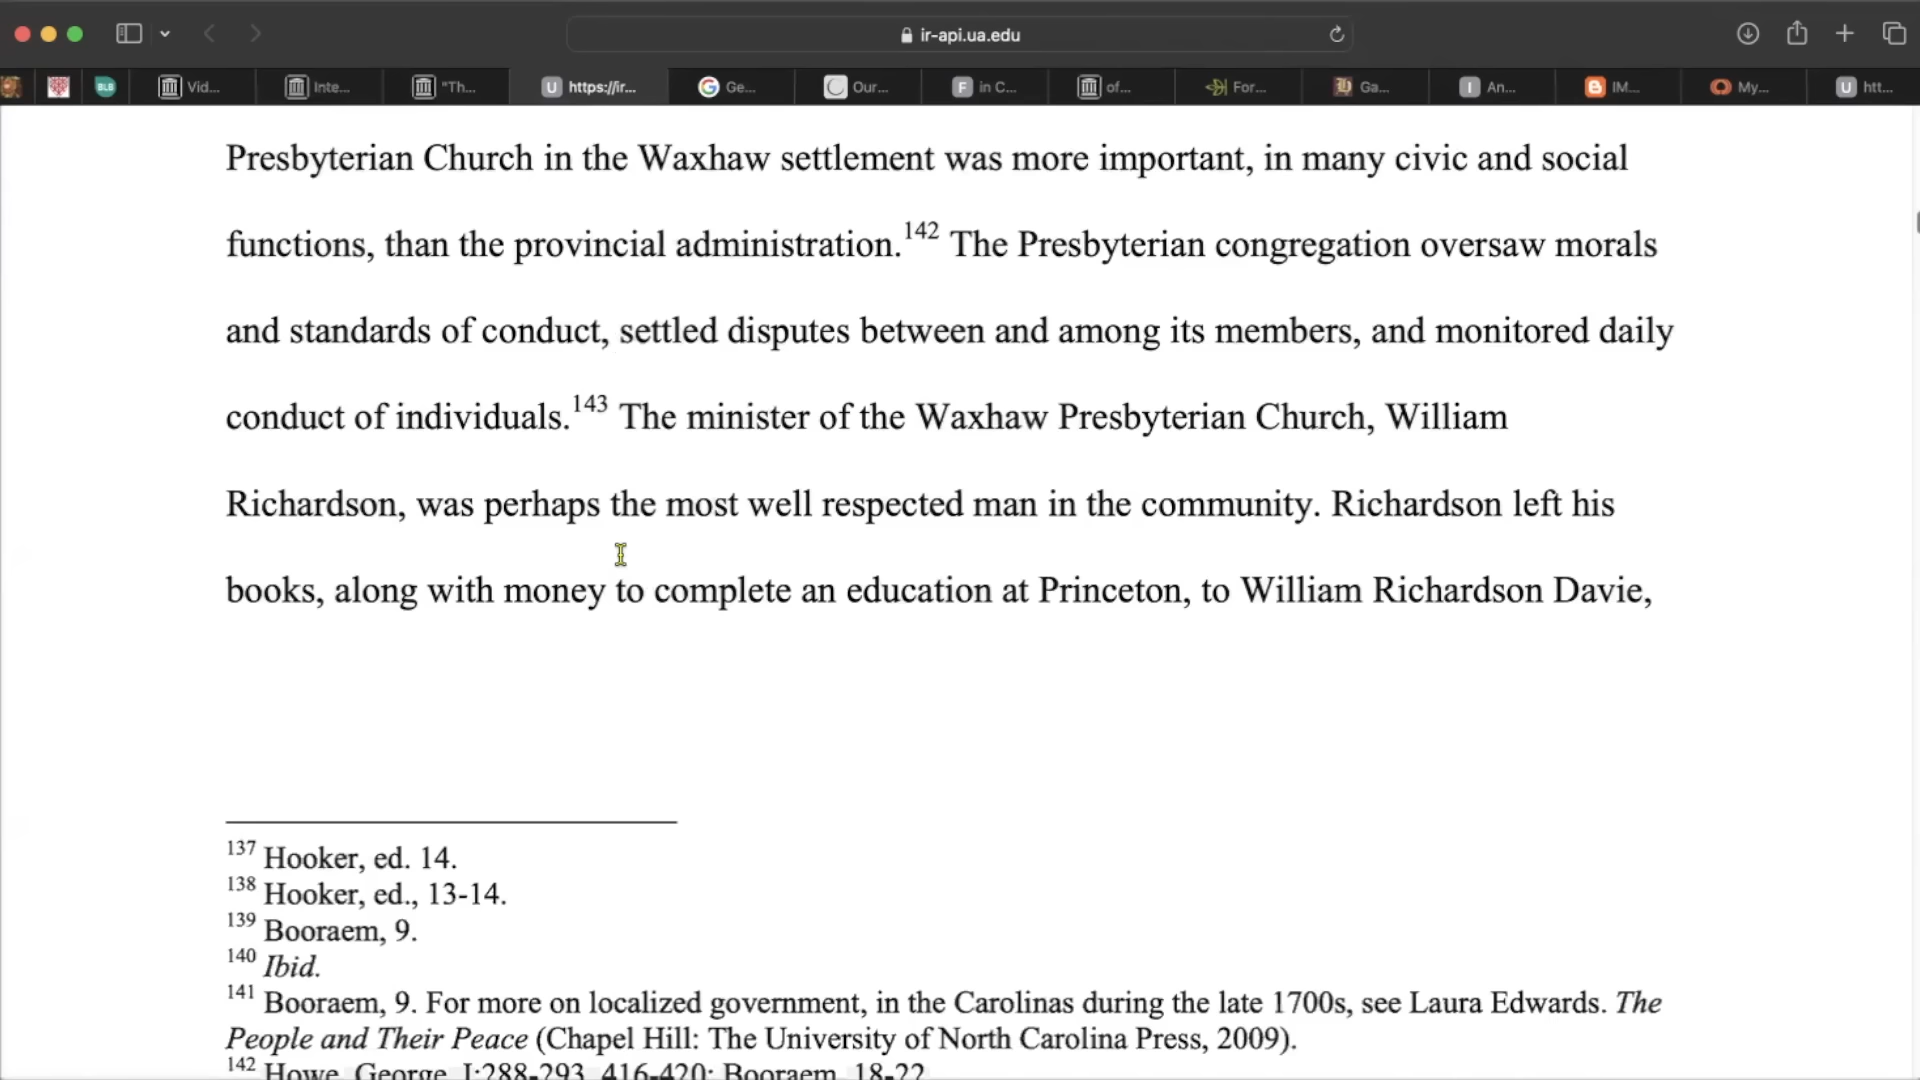 ir-api.ua.edu
BLB
Vid...
Inte...
"Th...
U https://ir...
G Ge...
Our...
F in C...
of...
For...
Ga...
I An...
IM...
My...
U htt...
Presbyterian Church in the Waxhaw settlement was more important, in many civic and social
functions, than the provincial administration.142 The Presbyterian congregation oversaw morals
and standards of conduct, settled disputes between and among its members, and monitored daily
conduct of individuals.143 The minister of the Waxhaw Presbyterian Church, William
Richardson, was perhaps the most well respected man in the community. Richardson left his
books, along with money to complete an education at Princeton, to William Richardson Davie,
137 Hooker, ed. 14.
138 Hooker, ed., 13-14.
139 Booraem, 9.
140 Ibid.
141 Booraem, 9. For more on localized government, in the Carolinas during the late 1700s, see Laura Edwards. The
People and Their Peace (Chapel Hill: The University of North Carolina Press, 2009).
142 Howe, George, I:288-293, 416-420; Booraem, 18-22